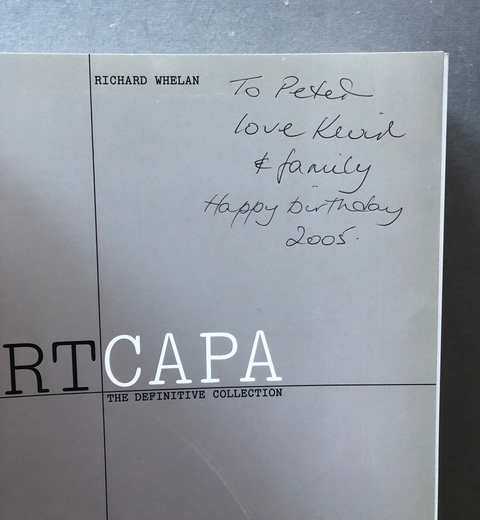 RICHARD WHELAN
To Peter
love Kevin
& family
Happy birthday
2005.
RTCAPA
THE DEFINITIVE COLLECTION